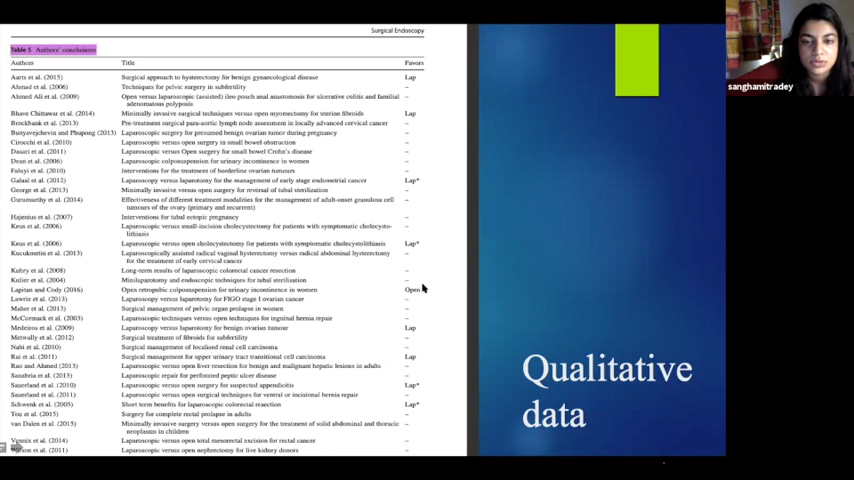 Surgical Endoscopy
Table 5 Authors' conclusions
Authors Title Favors
Aarts et al. (2015) Surgical approach to hysterectomy for benign gynaecological disease Lap
Ahmad et al. (2006) Techniques for pelvic surgery in subfertility –
Ahmed Ali et al. (2009) Open versus laparoscopic (assisted) ileo pouch anal anastomosis for ulcerative colitis and familial –
adenomatous polyposis
Bhave Chittawar et al. (2014) Minimally invasive surgical techniques versus open myomectomy for uterine fibroids Lap
Brockbank et al. (2013) Pre-treatment surgical para-aortic lymph node assessment in locally advanced cervical cancer –
Bunyavejchevin and Phupong (2013) Laparoscopic surgery for presumed benign ovarian tumor during pregnancy –
Cirocchi et al. (2010) Laparoscopic versus open surgery in small bowel obstruction –
Dasari et al. (2011) Laparoscopic versus Open surgery for small bowel Crohn's disease –
Dean et al. (2006) Laparoscopic colposuspension for urinary incontinence in women –
Faluyi et al. (2010) Interventions for the treatment of borderline ovarian tumours –
Galaal et al. (2012) Laparoscopy versus laparotomy for the management of early stage endometrial cancer Lap*
George et al. (2013) Minimally invasive versus open surgery for reversal of tubal sterilization –
Gurumurthy et al. (2014) Effectiveness of different treatment modalities for the management of adult-onset granulosa cell –
tumours of the ovary (primary and recurrent)
Hajenius et al. (2007) Interventions for tubal ectopic pregnancy –
Keus et al. (2006) Laparoscopic versus small-incision cholecystectomy for patients with symptomatic cholecysto- –
lithiasis
Keus et al. (2006) Laparoscopic versus open cholecystectomy for patients with symptomatic cholecystolithiasis Lap*
Kucukmetin et al. (2013) Laparoscopically assisted radical vaginal hysterectomy versus radical abdominal hysterectomy –
for the treatment of early cervical cancer
Kuhry et al. (2008) Long-term results of laparoscopic colorectal cancer resection –
Kulier et al. (2004) Minilaparotomy and endoscopic techniques for tubal sterilisation –
Lapitan and Cody (2016) Open retropubic colposuspension for urinary incontinence in women Open
Lawrie et al. (2013) Laparoscopy versus laparotomy for FIGO stage I ovarian cancer –
Maher et al. (2013) Surgical management of pelvic organ prolapse in women –
McCormack et al. (2003) Laparoscopic techniques versus open techniques for inguinal hernia repair –
Medeiros et al. (2009) Laparoscopy versus laparotomy for benign ovarian tumour Lap
Metwally et al. (2012) Surgical treatment of fibroids for subfertility –
Nabi et al. (2010) Surgical management of localised renal cell carcinoma –
Rai et al. (2011) Surgical management for upper urinary tract transitional cell carcinoma Lap
Rao and Ahmed (2013) Laparoscopic versus open liver resection for benign and malignant hepatic lesions in adults –
Sanabria et al. (2013) Laparoscopic repair for perforated peptic ulcer disease –
Sauerland et al. (2010) Laparoscopic versus open surgery for suspected appendicitis Lap*
Sauerland et al. (2011) Laparoscopic versus open surgical techniques for ventral or incisional hernia repair –
Schwenk et al. (2005) Short term benefits for laparoscopic colorectal resection Lap*
Tou et al. (2015) Surgery for complete rectal prolapse in adults –
van Dalen et al. (2015) Minimally invasive surgery versus open surgery for the treatment of solid abdominal and thoracic –
neoplasms in children
Vennix et al. (2014) Laparoscopic versus open total mesorectal excision for rectal cancer –
et al. (2011) Laparoscopic versus open nephrectomy for live kidney donors –
Qualitative
data
sanghamitradey